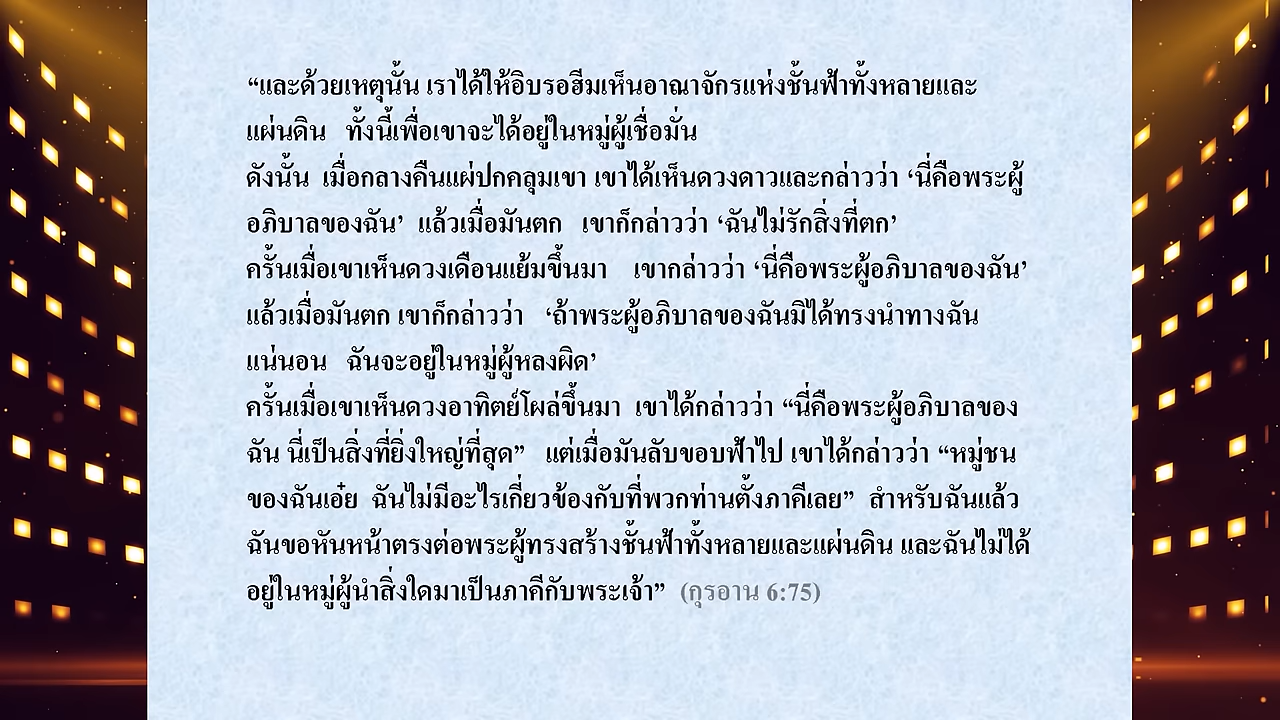 “และด้วยเหตุนั้น เราได้ให้อิบรอฮีมเห็นอาณาจักรแห่งชั้นฟ้าทั้งหลายและ
แผ่นดิน ทั้งนี้เพื่อเขาจะได้อยู่ในหมู่ผู้เชื่อมั่น
ดังนั้น เมื่อกลางคืนแผ่ปกคลุมเขา เขาได้เห็นดวงดาวและกล่าวว่า ‘นี่คือพระผู้
อภิบาลของฉัน’ แล้วเมื่อมันตก เขาก็กล่าวว่า ‘ฉันไม่รักสิ่งที่ตก’
ครั้นเมื่อเขาเห็นดวงเดือนแย้มขึ้นมา เขากล่าวว่า ‘นี่คือพระผู้อภิบาลของฉัน’
แล้วเมื่อมันตก เขาก็กล่าวว่า ‘ถ้าพระผู้อภิบาลของฉันมิได้ทรงนำทางฉัน
แน่นอน ฉันจะอยู่ในหมู่ผู้หลงผิด’
ครั้นเมื่อเขาเห็นดวงอาทิตย์โผล่ขึ้นมา เขาได้กล่าวว่า “นี่คือพระผู้อภิบาลของ
ฉัน นี่เป็นสิ่งที่ยิ่งใหญ่ที่สุด” แต่เมื่อมันลับขอบฟ้าไป เขาได้กล่าวว่า “หมู่ชน
ของฉันเอ๋ย ฉันไม่มีอะไรเกี่ยวข้องกับที่พวกท่านตั้งภาคีเลย” สำหรับฉันแล้ว
ฉันขอหันหน้าตรงต่อพระผู้ทรงสร้างชั้นฟ้าทั้งหลายและแผ่นดิน และฉันไม่ได้
อยู่ในหมู่ผู้นำสิ่งใดมาเป็นภาคีกับพระเจ้า” (กุรอาน 6:75)